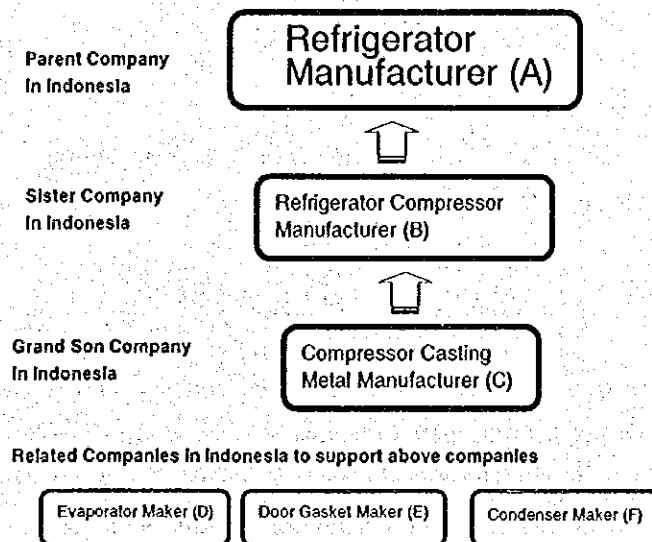 Parent Company
In Indonesia
Refrigerator
Manufacturer (A)
Sister Company
In Indonesia
Refrigerator Compressor
Manufacturer (B)
Grand Son Company
In Indonesia
Compressor Casting
Metal Manufacturer (C)
Related Companies in Indonesia to support above companies
Evaporator Maker (D)
Door Gasket Maker (E)
Condenser Maker (F)